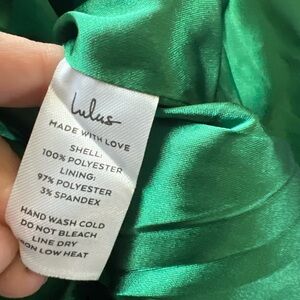 Lulus
MADE WITH LOVE
SHELL:
100% POLYESTER
LINING:
97% POLYESTER
3% SPANDEX
HAND WASH COLD
DO NOT BLEACH
LINE DRY
IRON LOW HEAT